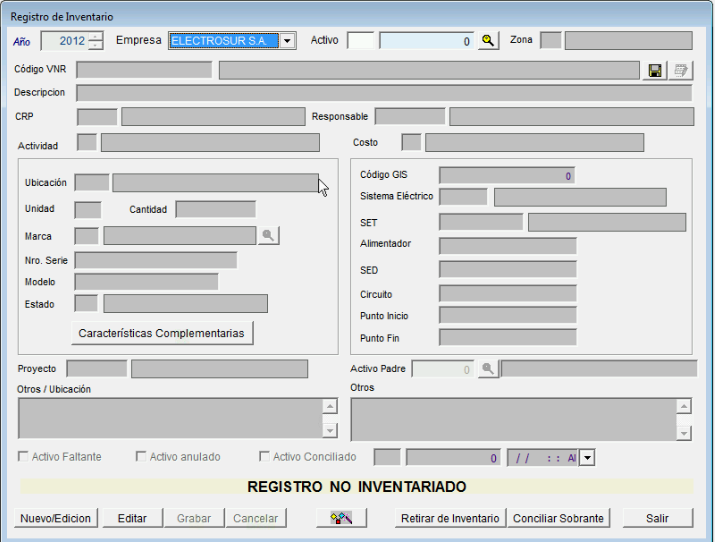 Registro de Inventario
Año 2012 Empresa ELECTROSUR S.A. Activo 0 Zona
Código VNR
Descripcion
CRP Responsable
Actividad Costo
Ubicación
Unidad Cantidad
Marca
Nro. Serie
Modelo
Estado
Características Complementarias
Código GIS 0
Sistema Eléctrico
SET
Alimentador
SED
Circuito
Punto Inicio
Punto Fin
Proyecto Activo Padre 0
Otros / Ubicación Otros
Activo Faltante Activo anulado Activo Conciliado 0 / / : : Al
REGISTRO NO INVENTARIADO
Nuevo/Edicion Editar Grabar Cancelar Retirar de Inventario Conciliar Sobrante Salir